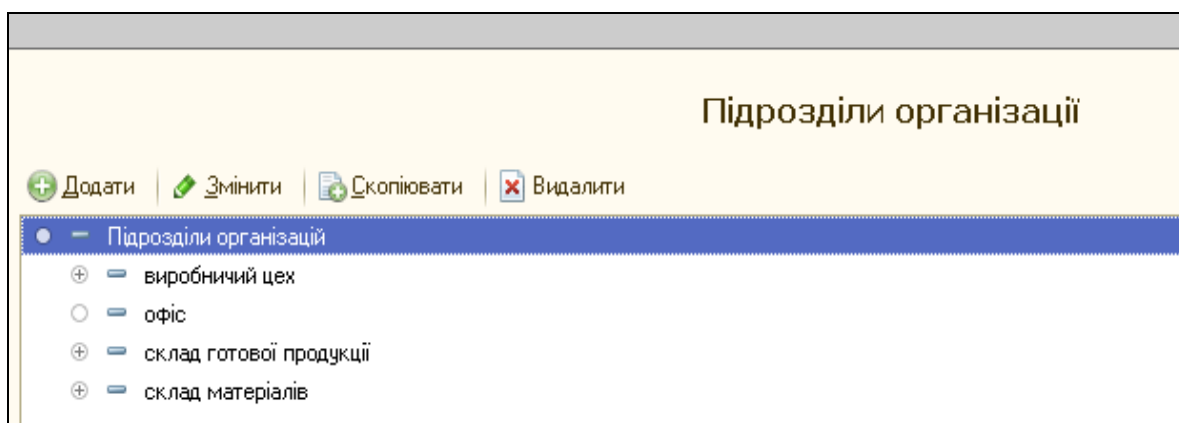 Підрозділи організації
Додати Змінити Скопіювати Видалити
Підрозділи організацій
виробничий цех
офіс
склад готової продукції
склад матеріалів